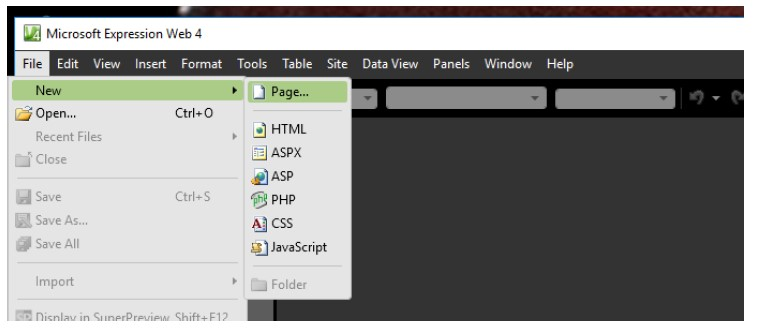 Microsoft Expression Web 4
File Edit View Insert Format Tools Table Site Data View Panels Window Help
New
Open... Ctrl+O
Recent Files
Close
Save Ctrl+S
Save As...
Save All
Import
Display in SuperPreview Shift+F12
Page...
HTML
ASPX
ASP
PHP
CSS
JavaScript
Folder